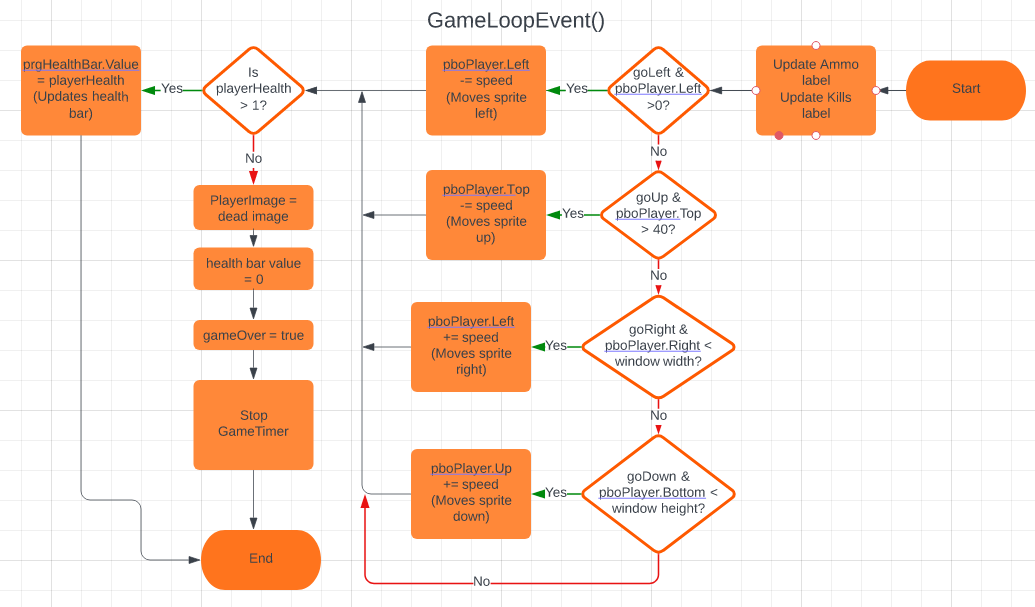 GameLoopEvent()
Start
Update Ammo
label
Update Kills
label
goLeft &
pboPlayer.Left
>0?
Yes
pboPlayer.Left
-= speed
(Moves sprite
left)
No
goUp &
pboPlayer.Top
> 40?
Yes
pboPlayer.Top
-= speed
(Moves sprite
up)
No
goRight &
pboPlayer.Right <
window width?
Yes
pboPlayer.Left
+= speed
(Moves sprite
right)
No
goDown &
pboPlayer.Bottom <
window height?
Yes
pboPlayer.Up
+= speed
(Moves sprite
down)
No
Is
playerHealth
> 1?
Yes
prgHealthBar.Value
= playerHealth
(Updates health
bar)
No
PlayerImage =
dead image
health bar value
= 0
gameOver = true
Stop
GameTimer
End